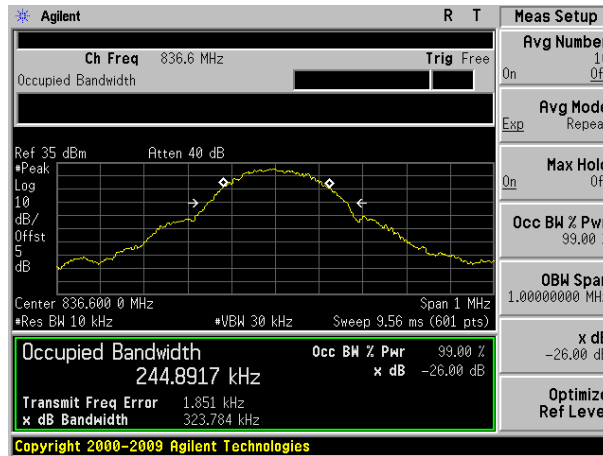 Agilent R T
Meas Setup
Ch Freq 836.6 MHz Trig Free
Occupied Bandwidth
Avg Number
On
Avg Mode
Exp
Max Hold
On
Occ BW % Pwr
99.00
OBW Span
1.00000000
x dB
-26.00
Optimize
Ref Level
Ref 35 dBm Atten 40 dB
#Peak
Log
10
dB/
Offst
5
dB
Center 836.600 0 MHz Span 1 MHz
#Res BW 10 kHz #VBW 30 kHz Sweep 9.56 ms (601 pts)
Occupied Bandwidth Occ BW % Pwr 99.00 %
244.8917 kHz x dB -26.00 dB
Transmit Freq Error 1.851 kHz
x dB Bandwidth 323.784 kHz
Copyright 2000-2009 Agilent Technologies